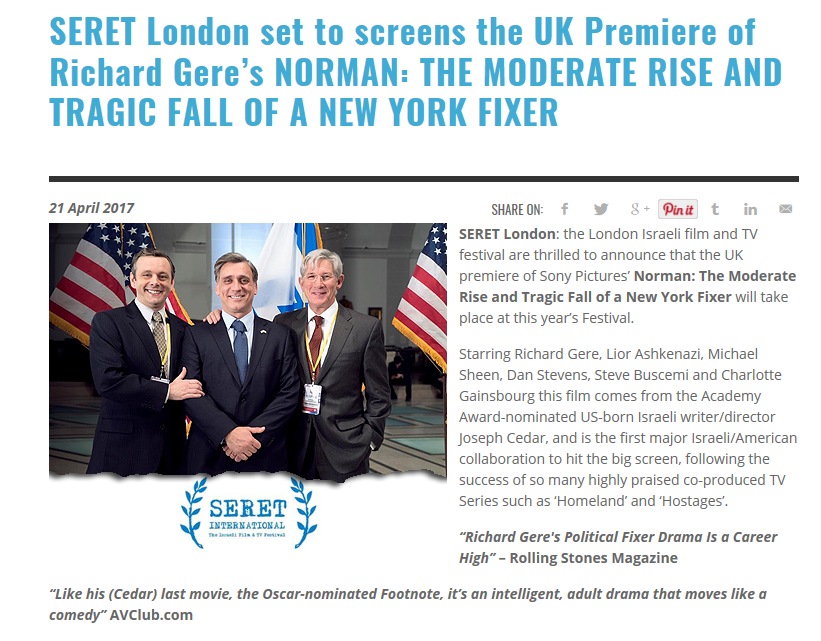 SERET London set to screens the UK Premiere of
Richard Gere's NORMAN: THE MODERATE RISE AND
TRAGIC FALL OF A NEW YORK FIXER
21 April 2017
SHARE ON:
g+
Pin it
SERET London: the London Israeli film and TV
festival are thrilled to announce that the UK
premiere of Sony Pictures' Normn: The Moderate
Rise and Tragic Fall of a New York Fixer will take
place at this year's Festival.
Starring Richard Gere, Lior Ashkenazi, Michael
Sheen, Dan Stevens, Steve Buscemi and Charlotte
Gainsbourg this film comes from the Academy
Award-nominated US-born Israeli writer/director
Joseph Cedar, and is the first major Israeli/American
collaboration to hit the big screen, following the
success of so many highly praised co-produced TV
Series such as 'Homeland' and 'Hostages'.
SERET
INTERNATIONAL
The Israeli Film & TV Festival
"Richard Gere's Political Fixer Drama Is a Career
High" – Rolling Stones Magazine
"Like his (Cedar) last movie, the Oscar-nominated Footnote, it's an intelligent, adult drama that moves like a
comedy" AVClub.com